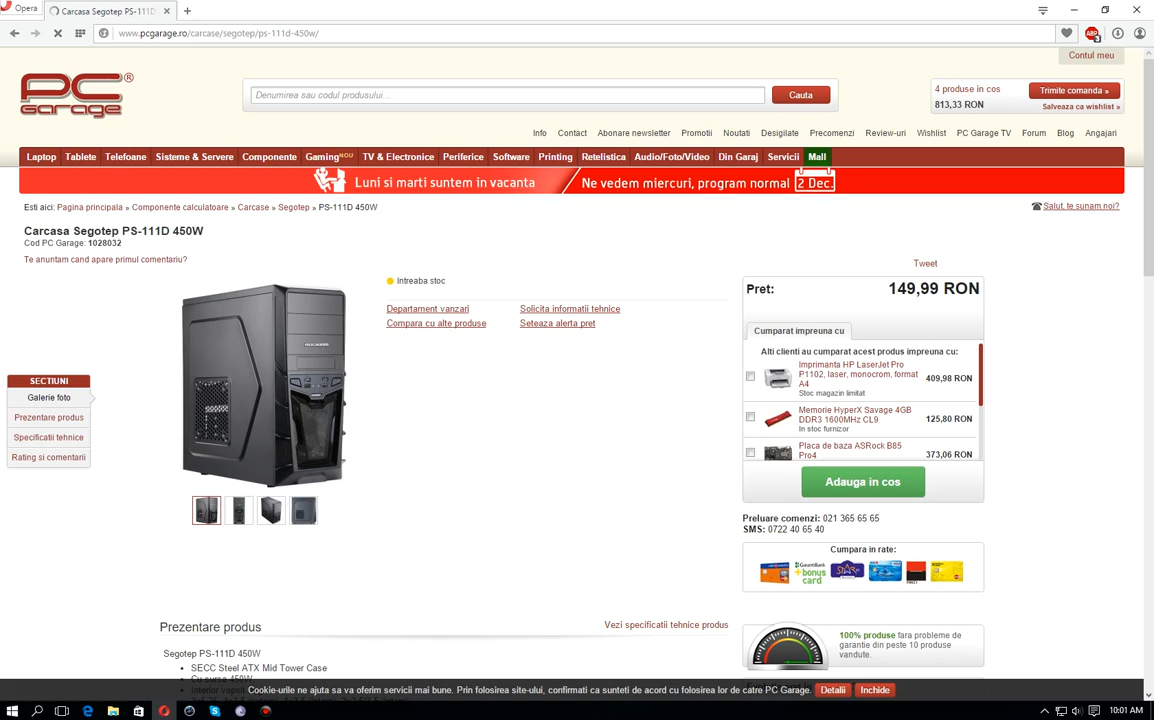 Opera
Carcasa Segotep PS-111D
www.pcgarage.ro/carcase/segotep/ps-111d-450w/
ABP
3
Contul meu
PC
Garage
®
Denumirea sau codul produsului...
Cauta
4 produse in cos
813,33 RON
Trimite comanda »
Salveaza ca wishlist »
Info Contact Abonare newsletter Promotii Noutati Desigilate Precomenzi Review-uri Wishlist PC Garage TV Forum Blog Angajari
Laptop Tablete Telefoane Sisteme & Servere Componente Gaming NOU TV & Electronice Periferice Software Printing Retelistica Audio/Foto/Video Din Garaj Servicii Mall
Luni si marti suntem in vacanta
Ne vedem miercuri, program normal 2 Dec.
Esti aici: Pagina principala » Componente calculatoare » Carcase » Segotep » PS-111D 450W
Salut, te sunam noi?
Carcasa Segotep PS-111D 450W
Cod PC Garage: 1028032
Te anuntam cand apare primul comentariu?
Tweet
Intreaba stoc
Departament vanzari
Solicita informatii tehnice
Compara cu alte produse
Seteaza alerta pret
Pret:
149,99 RON
Cumparat impreuna cu
Alti clienti au cumparat acest produs impreuna cu:
Imprimanta HP LaserJet Pro
P1102, laser, monocrom, format
A4
Stoc magazin limitat
409,98 RON
Memorie HyperX Savage 4GB
DDR3 1600MHz CL9
In stoc furnizor
125,80 RON
Placa de baza ASRock B85
Pro4
373,06 RON
Adauga in cos
SECTIUNI
Galerie foto
Prezentare produs
Specificatii tehnice
Rating si comentarii
Preluare comenzi: 021 365 65 65
SMS: 0722 40 65 40
Cumpara in rate:
GarantiBank
+bonus
card
Star
Prezentare produs
Vezi specificatii tehnice produs
100% produse fara probleme de
garantie din peste 10 produse
vandute.
Segotep PS-111D 450W
SECC Steel ATX Mid Tower Case
Cu sursa 450W
Cookie-urile ne ajuta sa va oferim servicii mai bune. Prin folosirea site-ului, confirmati ca sunteti de acord cu folosirea lor de catre PC Garage.
Detalii
Inchide
10:01 AM